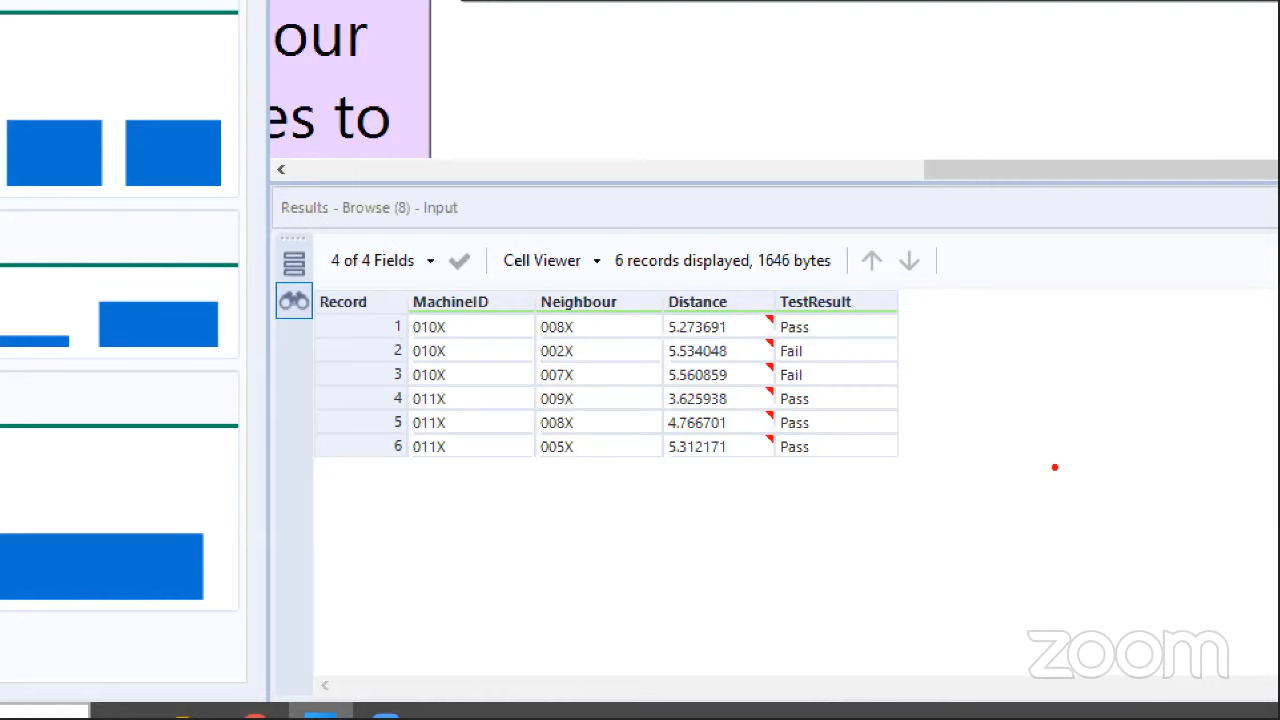 our
es to
Results - Browse (8) - Input
4 of 4 Fields Cell Viewer 6 records displayed, 1646 bytes
Record MachineID Neighbour Distance TestResult
1 010X 008X 5.273691 Pass
2 010X 002X 5.534048 Fail
3 010X 007X 5.560859 Fail
4 011X 009X 3.625938 Pass
5 011X 008X 4.766701 Pass
6 011X 005X 5.312171 Pass
zoom